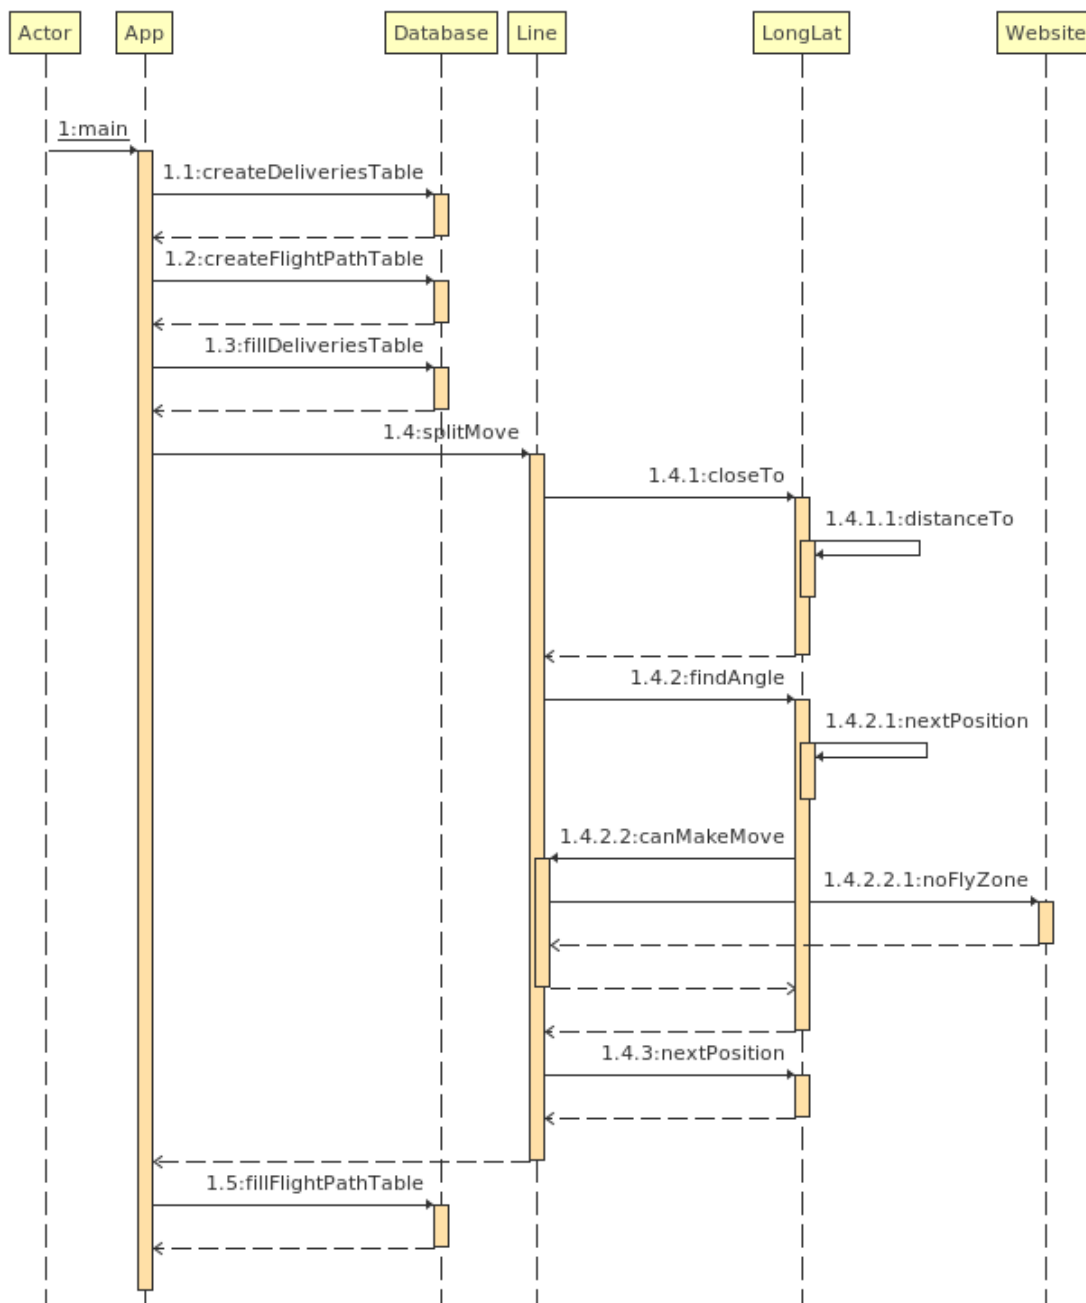 Actor
App
Database
Line
LongLat
Website
1:main
1.1:createDeliveriesTable
1.2:createFlightPathTable
1.3:fillDeliveriesTable
1.4:splitMove
1.4.1:closeTo
1.4.1.1:distanceTo
1.4.2:findAngle
1.4.2.1:nextPosition
1.4.2.2:canMakeMove
1.4.2.2.1:noFlyZone
1.4.3:nextPosition
1.5:fillFlightPathTable